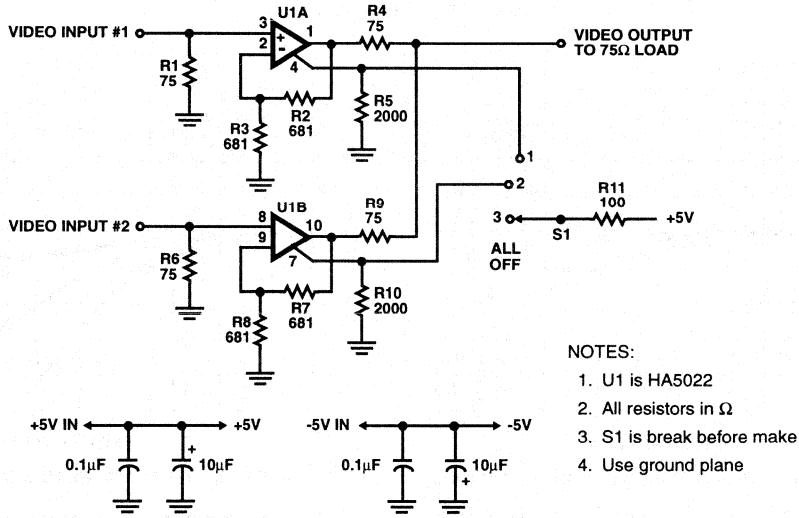 VIDEO INPUT #1
3
2
U1A
+
-
1
4
R4
75
VIDEO OUTPUT
TO 75Ω LOAD
R1
75
R2
681
R3
681
R5
2000
1
2
3
ALL
OFF
S1
R11
100
+5V
VIDEO INPUT #2
8
9
U1B
10
7
R9
75
R6
75
R7
681
R8
681
R10
2000
NOTES:
1. U1 is HA5022
2. All resistors in Ω
3. S1 is break before make
4. Use ground plane
+5V IN
+5V
0.1μF
+
10μF
-5V IN
-5V
0.1μF
10μF
+